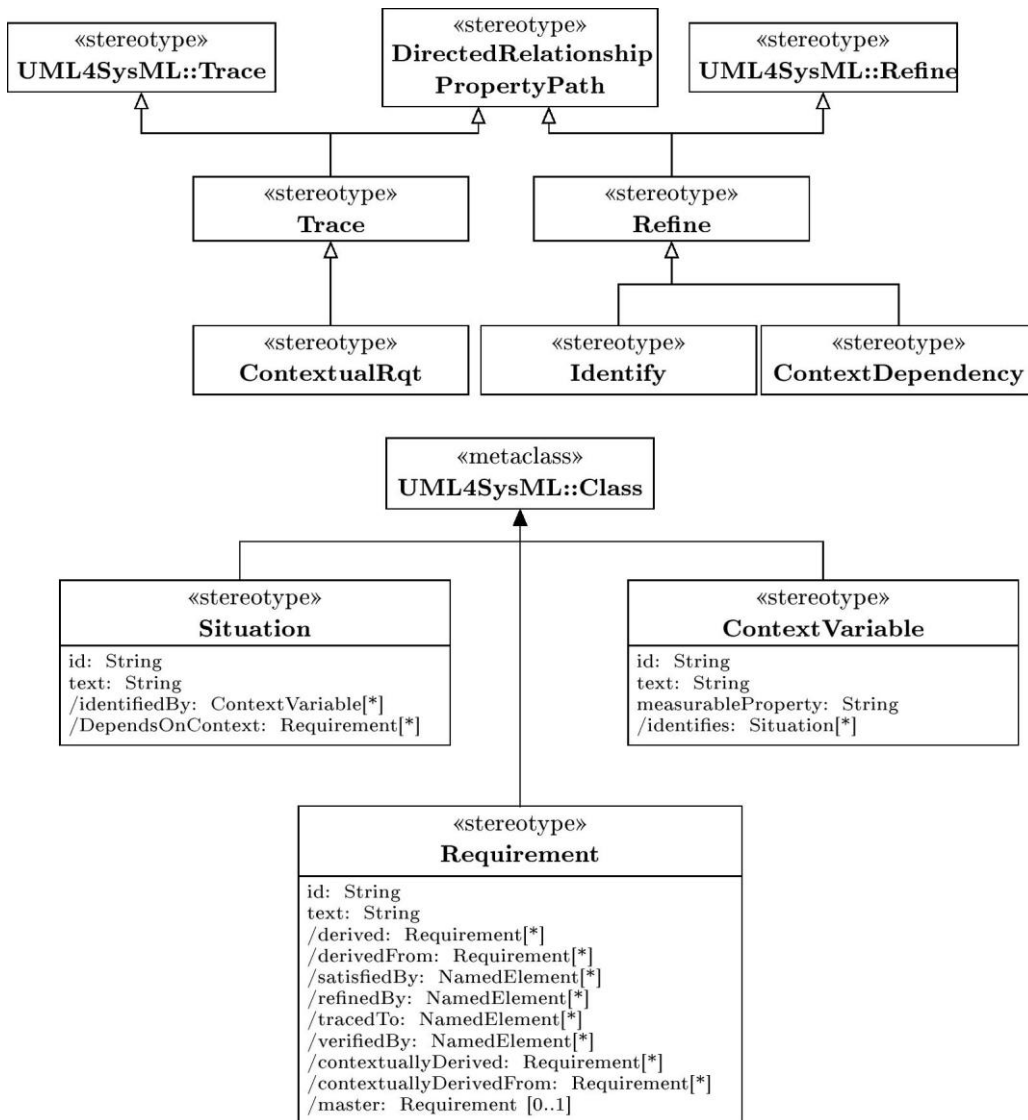 «stereotype»
UML4SysML::Trace
«stereotype»
DirectedRelationship
PropertyPath
«stereotype»
UML4SysML::Refine
«stereotype»
Trace
«stereotype»
Refine
«stereotype»
ContextualRqt
«stereotype»
Identify
«stereotype»
ContextDependency
«metaclass»
UML4SysML::Class
«stereotype»
Situation
id: String
text: String
/identifiedBy: ContextVariable[*]
/DependsOnContext: Requirement[*]
«stereotype»
ContextVariable
id: String
text: String
measurableProperty: String
/identifies: Situation[*]
«stereotype»
Requirement
id: String
text: String
/derived: Requirement[*]
/derivedFrom: Requirement[*]
/satisfiedBy: NamedElement[*]
/refinedBy: NamedElement[*]
/tracedTo: NamedElement[*]
/verifiedBy: NamedElement[*]
/contextuallyDerived: Requirement[*]
/contextuallyDerivedFrom: Requirement[*]
/master: Requirement [0..1]